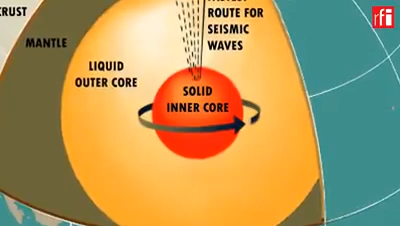 ROUTE FOR
SEISMIC
WAVES
CRUST
MANTLE
LIQUID
OUTER CORE
SOLID
INNER CORE
rfi